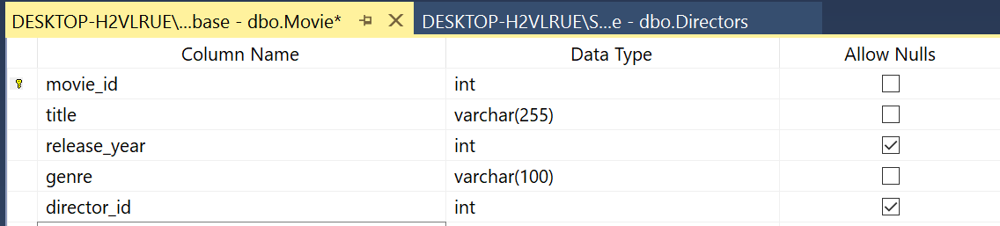 DESKTOP-H2VLRUE\...base - dbo.Movie* DESKTOP-H2VLRUE\S...e - dbo.Directors
Column Name Data Type Allow Nulls
movie_id int
title varchar(255)
release_year int
genre varchar(100)
director_id int